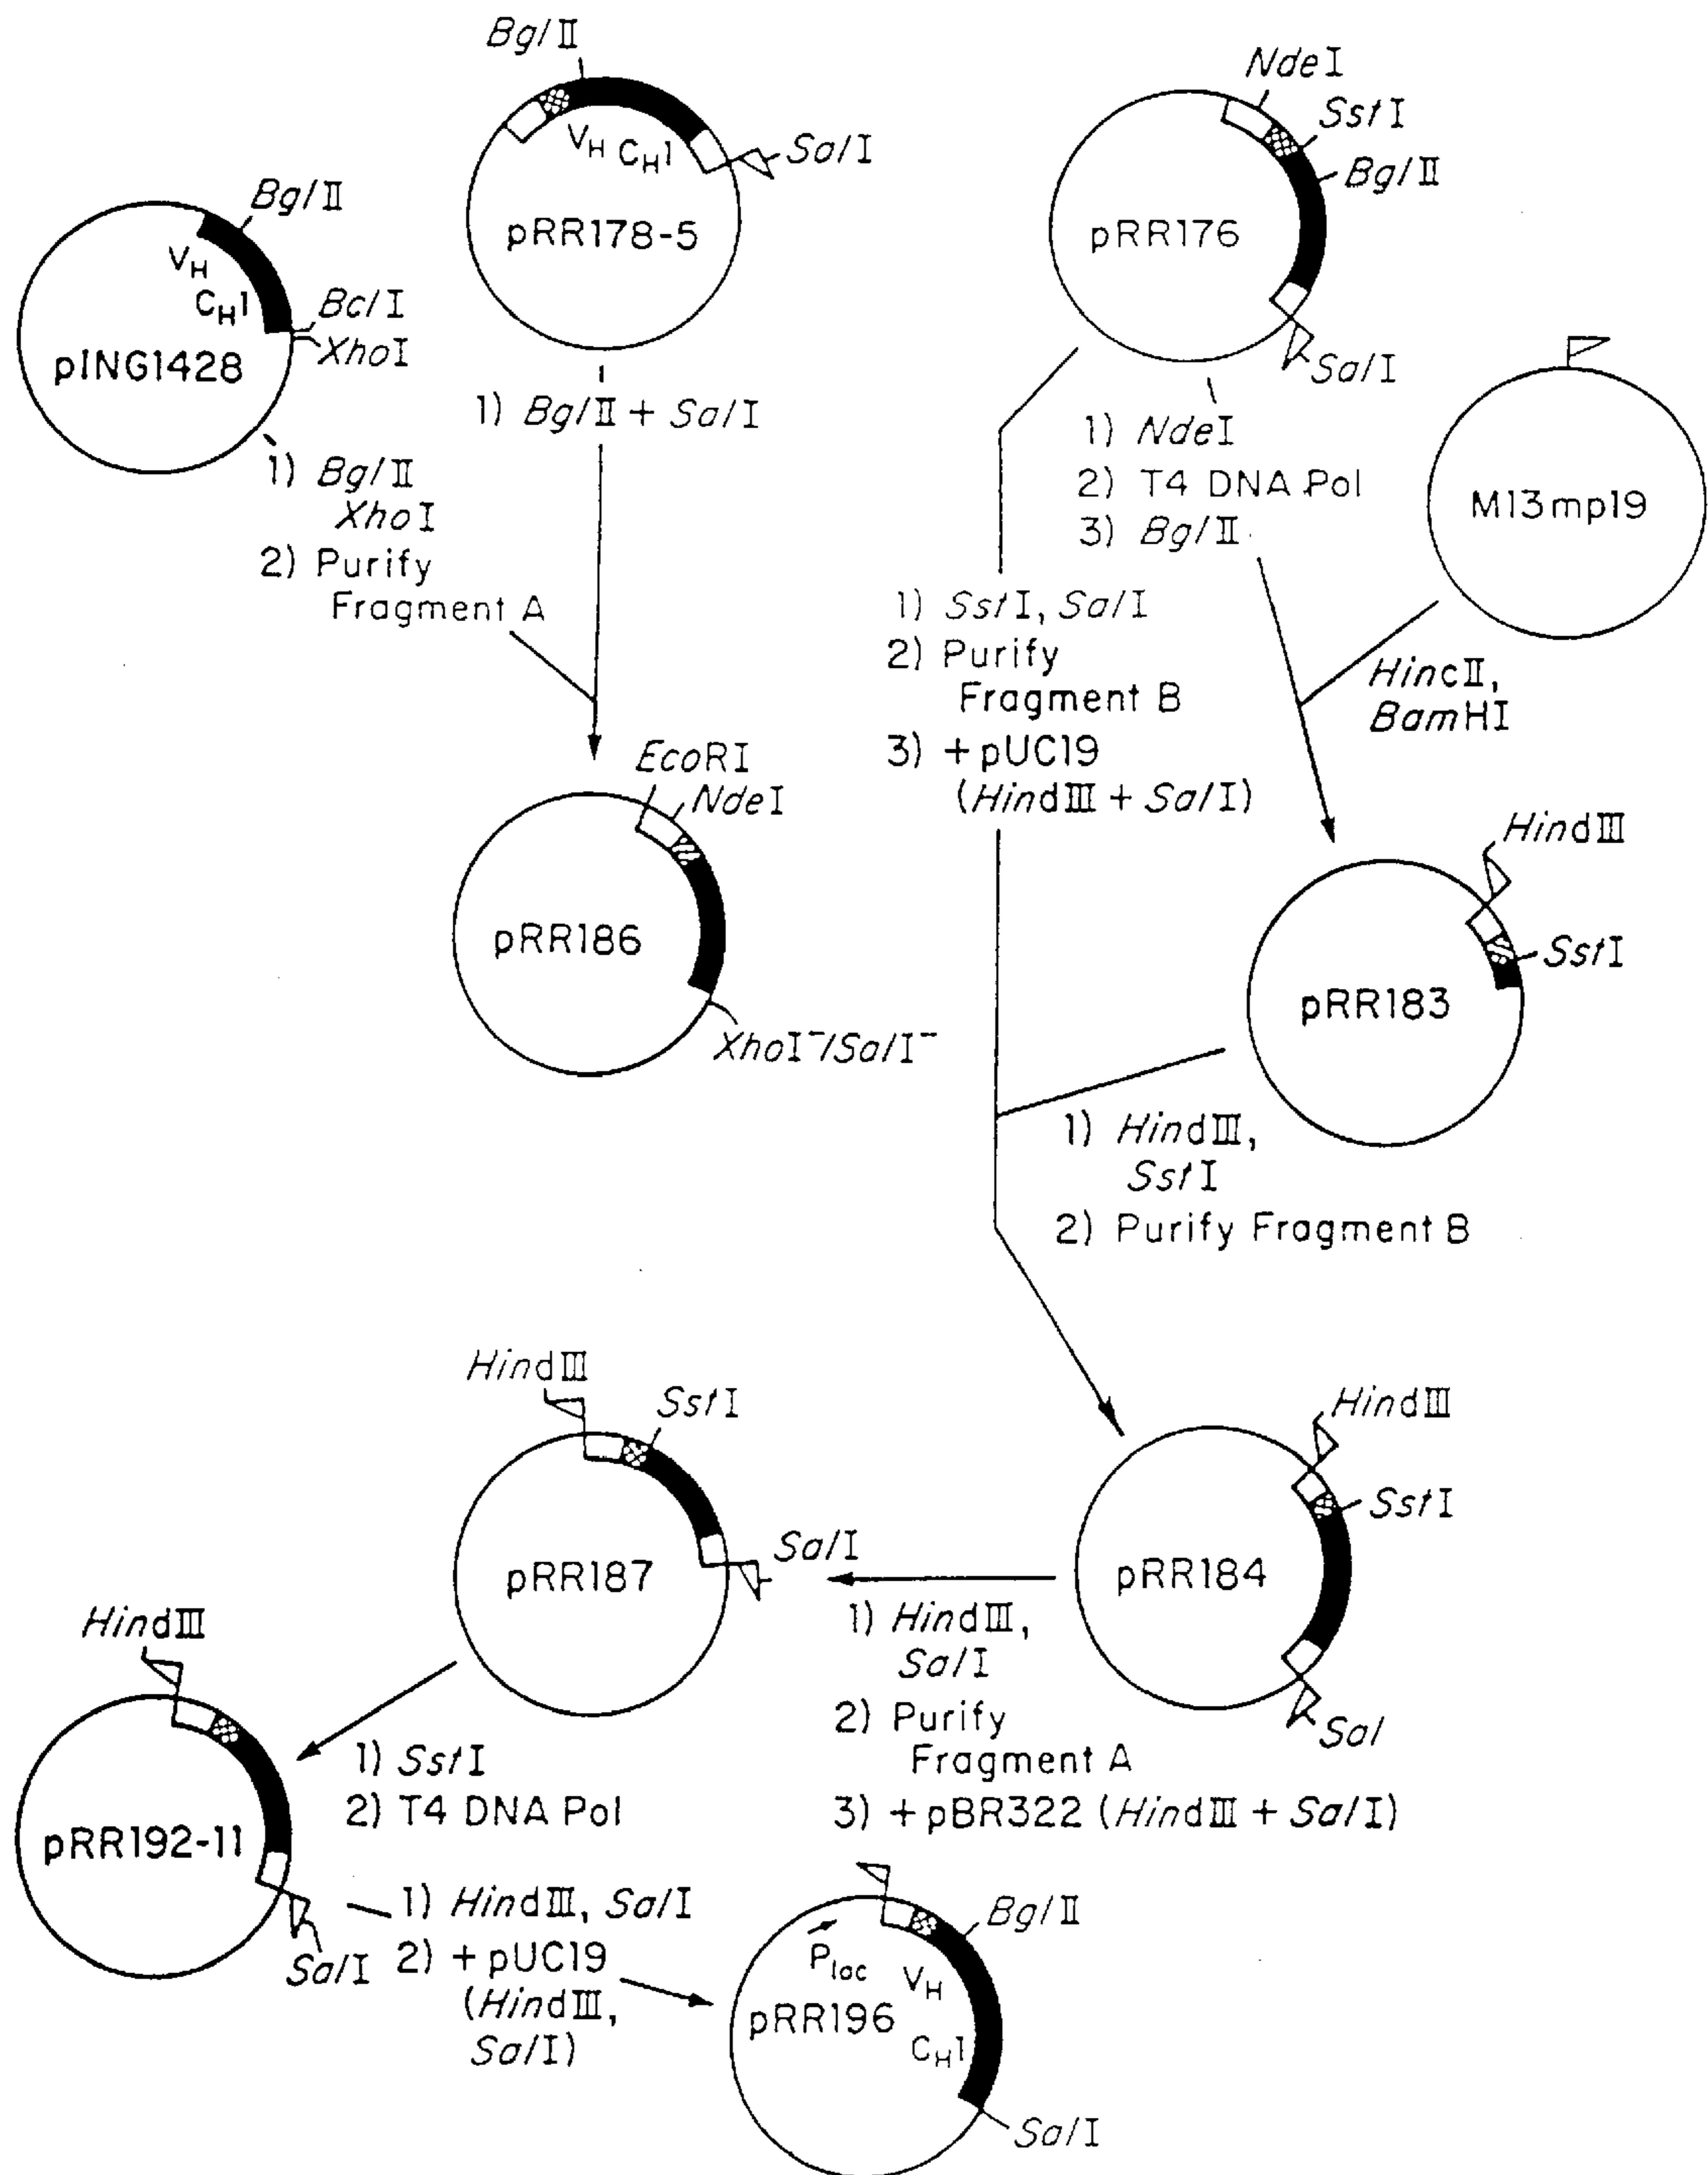 BglII
VH CH1
SalI
pRR178-5
1) BglII + SalI
BglII
VH
CH1
BclI
XhoI
pING1428
1) BglII
XhoI
2) Purify
Fragment A
NdeI
SstI
BglII
pRR176
SalI
1) NdeI
2) T4 DNA Pol
3) BglII
M13mp19
HincII,
BamHI
1) SstI, SalI
2) Purify
Fragment B
3) + pUC19
(HindIII + SalI)
EcoRI
NdeI
pRR186
XhoI⁻/SalI⁻
HindIII
SstI
pRR183
1) HindIII,
SstI
2) Purify Fragment B
HindIII
SstI
pRR184
Sal
HindIII
SstI
SalI
pRR187
1) HindIII,
SalI
2) Purify
Fragment A
3) + pBR322 (HindIII + SalI)
HindIII
pRR192-11
SalI
1) SstI
2) T4 DNA Pol
1) HindIII, SalI
2) + pUC19
(HindIII,
SalI)
BglII
Plac
VH
pRR196
CH1
SalI